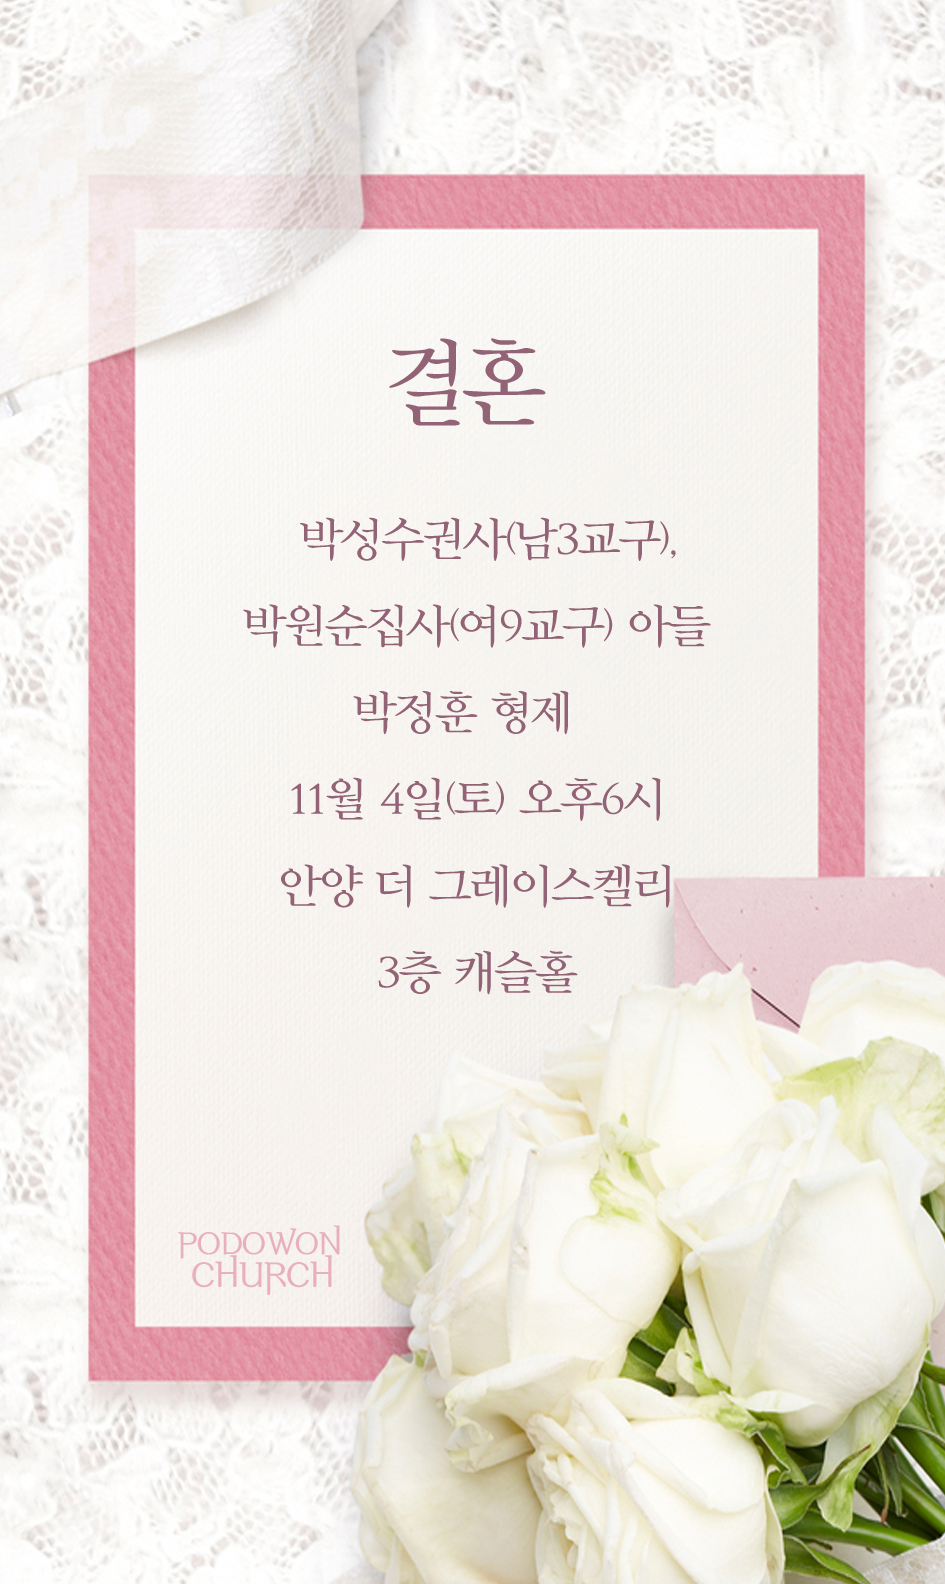 결혼
박성수권사(남3교구),
박원순집사(여9교구) 아들
박정훈 형제
11월 4일(토) 오후6시
안양 더 그레이스켈리
3층 캐슬홀
PODOWON
CHURCH